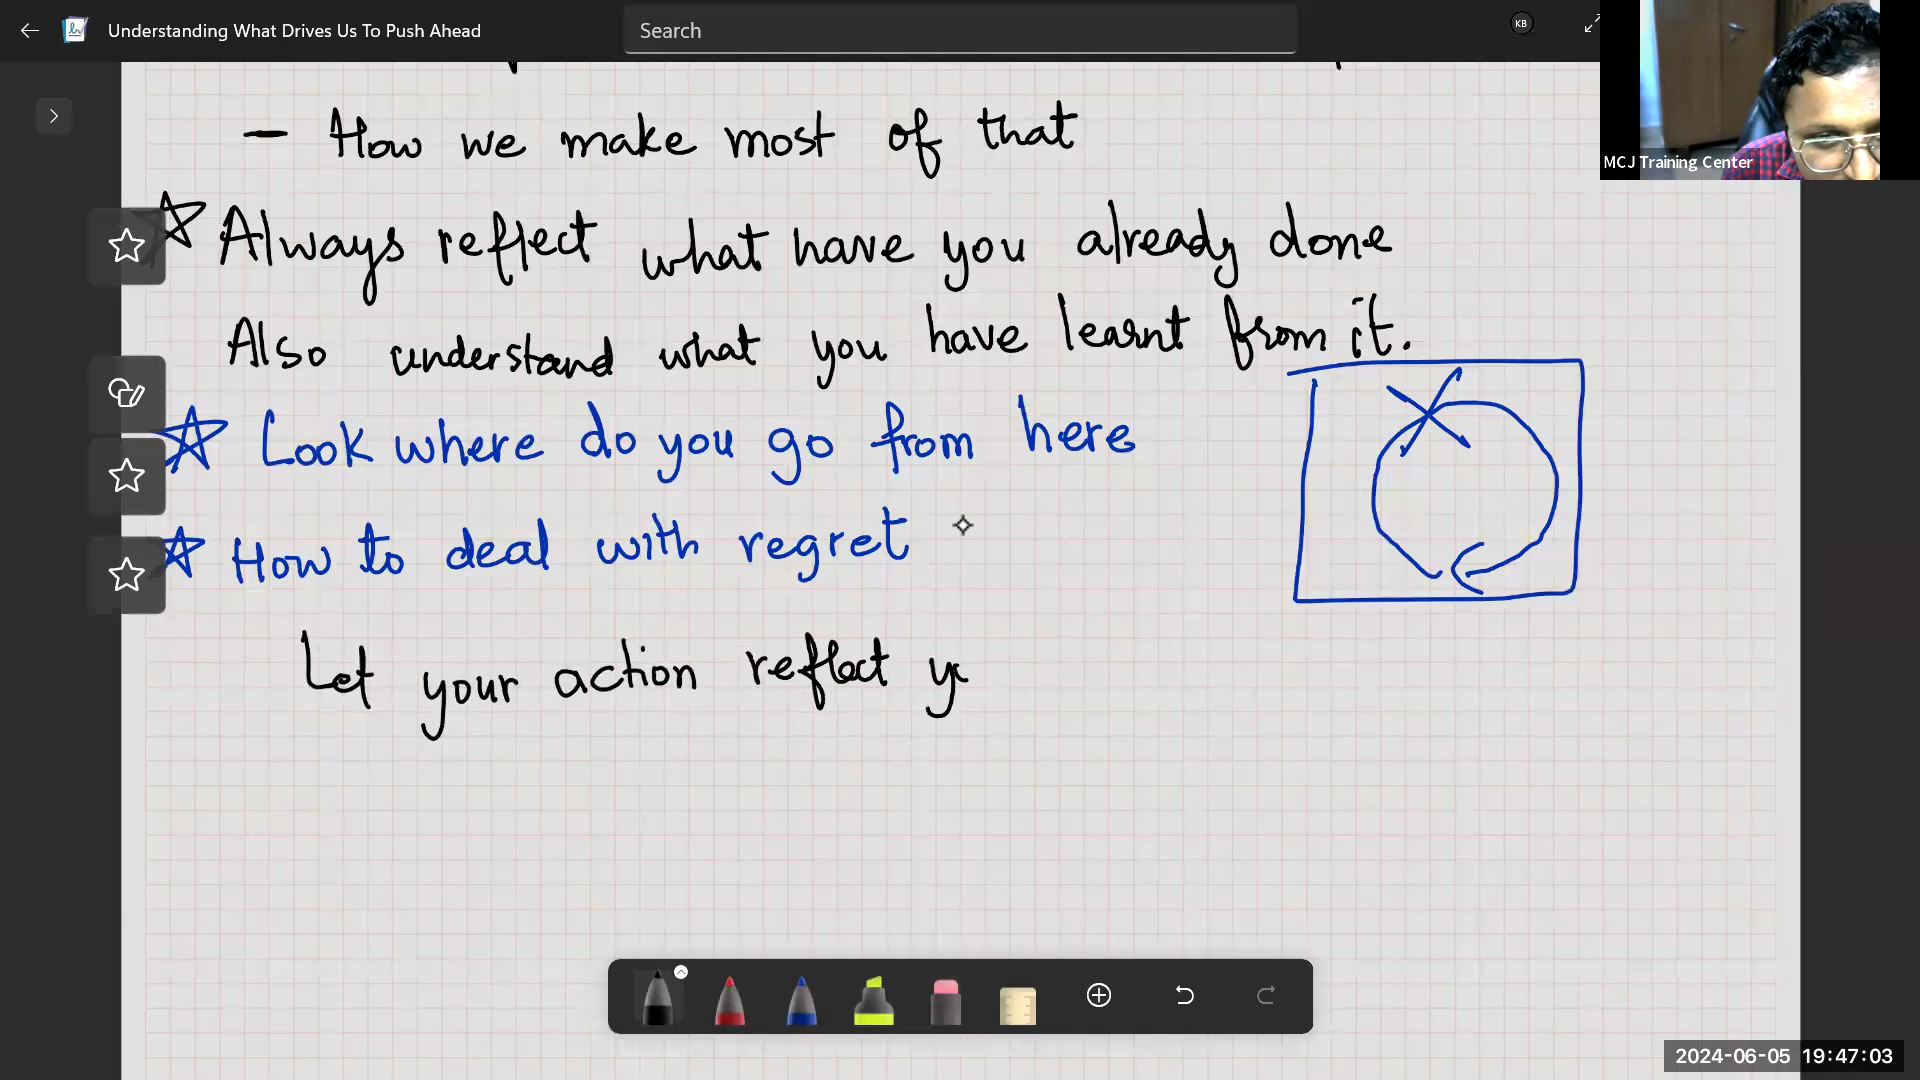 Understanding What Drives Us To Push Ahead
Search
KB
MCJ Training Center
- How we make most of that
Always reflect what have you already done
Also understand what you have learnt from it.
Look where do you go from here
How to deal with regret
Let your action reflect yo
2024-06-05 19:47:03